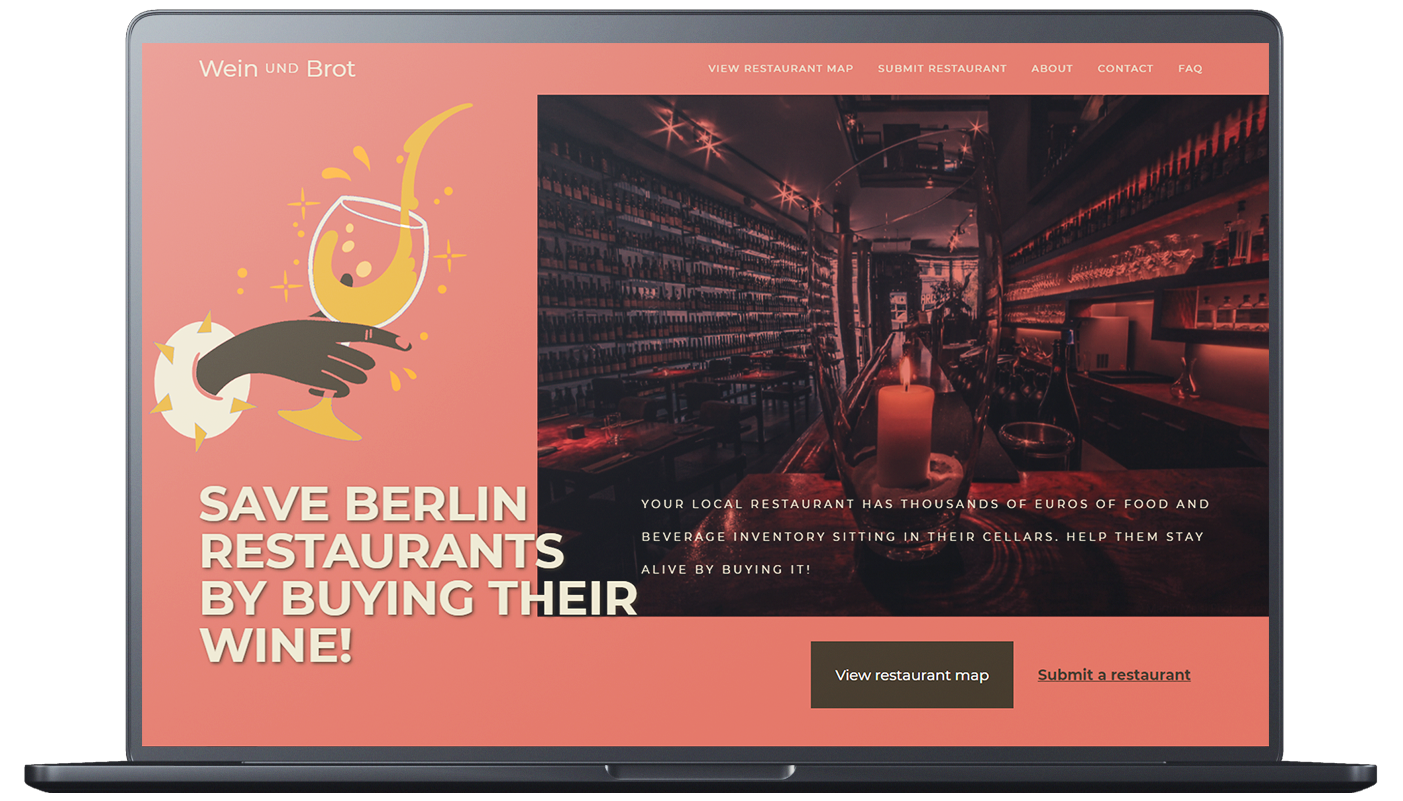 Wein UND Brot
VIEW RESTAURANT MAP SUBMIT RESTAURANT ABOUT CONTACT FAQ
SAVE BERLIN
RESTAURANTS
BY BUYING THEIR
WINE!
YOUR LOCAL RESTAURANT HAS THOUSANDS OF EUROS OF FOOD AND
BEVERAGE INVENTORY SITTING IN THEIR CELLARS. HELP THEM STAY
ALIVE BY BUYING IT!
View restaurant map
Submit a restaurant